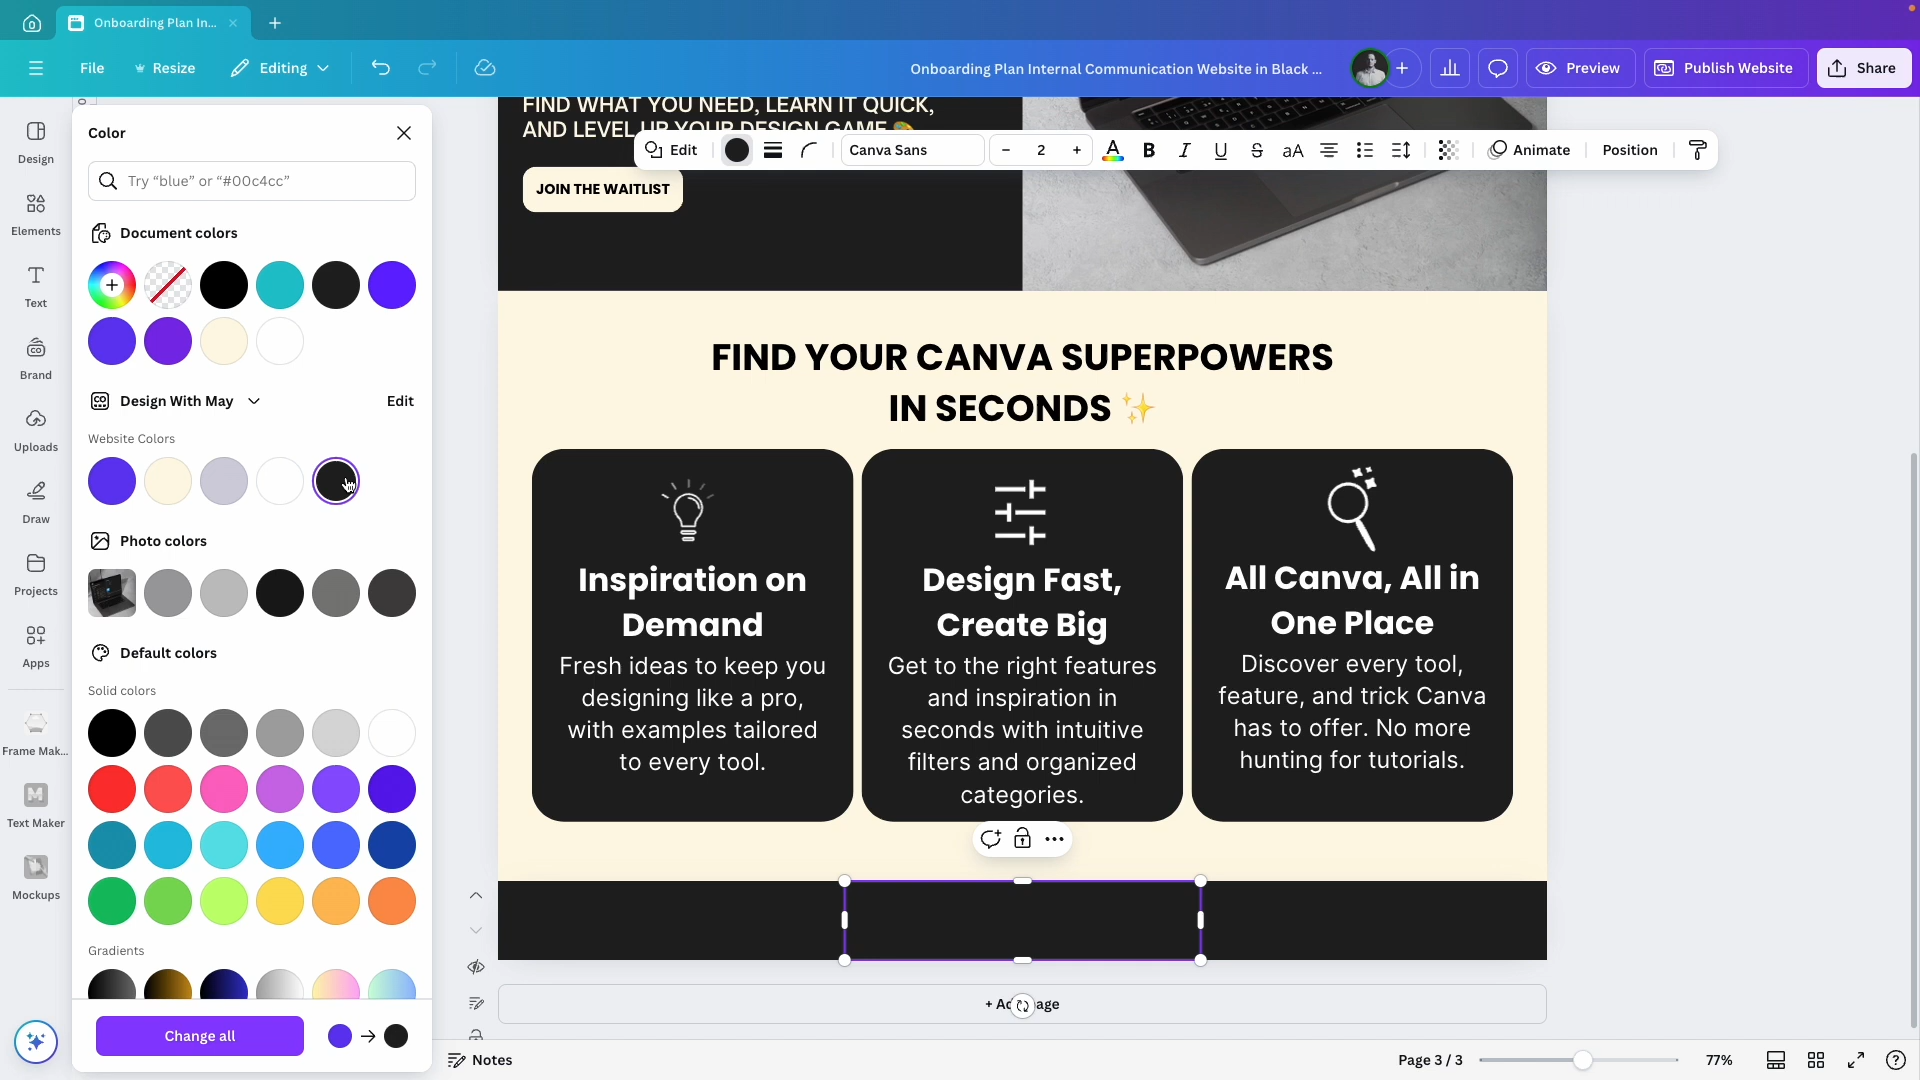 Onboarding Plan In...
File
Resize
Editing
Onboarding Plan Internal Communication Website in Black ...
Preview
Publish Website
Share
Design
Elements
Text
Brand
Uploads
Draw
Projects
Apps
Frame Mak...
Text Maker
Mockups
Color
Try “blue” or “#00c4cc”
Document colors
Design With May
Edit
Website Colors
Photo colors
Default colors
Solid colors
Gradients
Change all
Edit
Canva Sans
2
Animate
Position
FIND WHAT YOU NEED, LEARN IT QUICK,
AND LEVEL UP YOUR DESIGN GAME 🎨
JOIN THE WAITLIST
FIND YOUR CANVA SUPERPOWERS
IN SECONDS ✨
Inspiration on
Demand
Fresh ideas to keep you
designing like a pro,
with examples tailored
to every tool.
Design Fast,
Create Big
Get to the right features
and inspiration in
seconds with intuitive
filters and organized
categories.
All Canva, All in
One Place
Discover every tool,
feature, and trick Canva
has to offer. No more
hunting for tutorials.
Notes
Page 3 / 3
77%